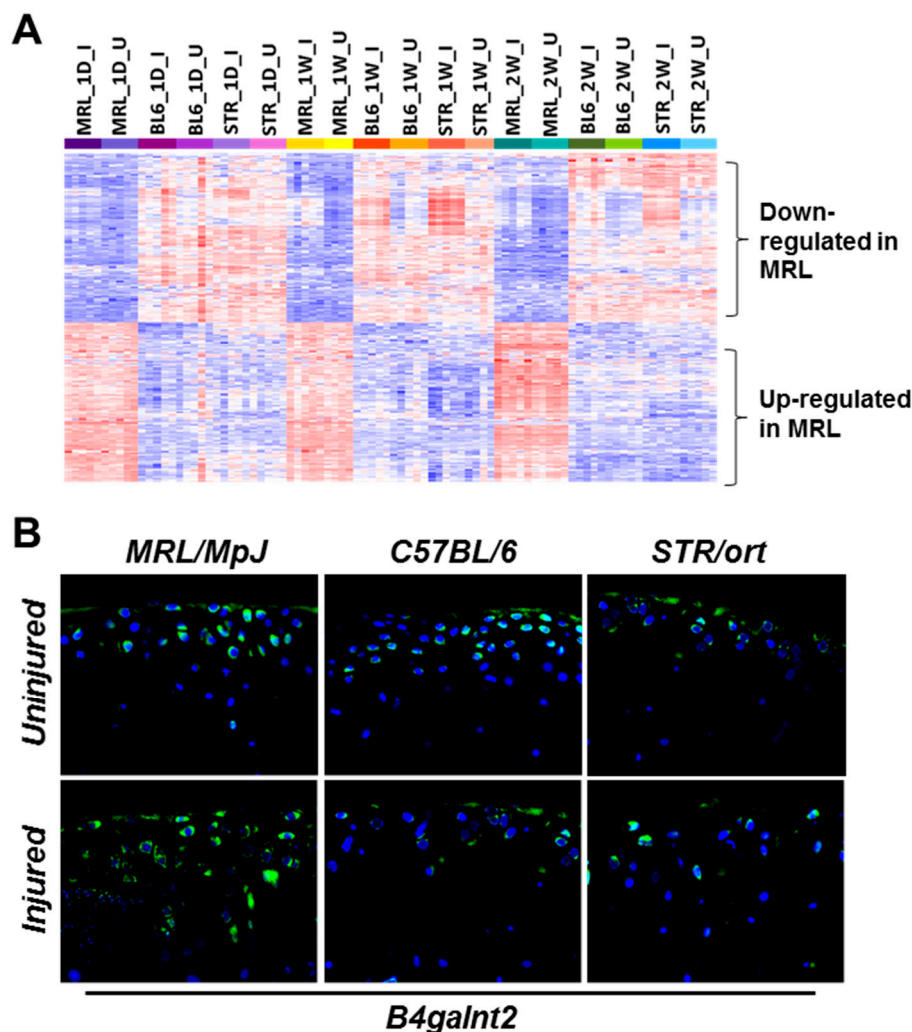 A
MRL_1D_I
MRL_1D_U
BL6_1D_I
BL6_1D_U
STR_1D_I
STR_1D_U
MRL_1W_I
MRL_1W_U
BL6_1W_I
BL6_1W_U
STR_1W_I
STR_1W_U
MRL_2W_I
MRL_2W_U
BL6_2W_I
BL6_2W_U
STR_2W_I
STR_2W_U
Down-
regulated in
MRL
Up-regulated
in MRL
B
MRL/MpJ
C57BL/6
STR/ort
Uninjured
Injured
B4galnt2